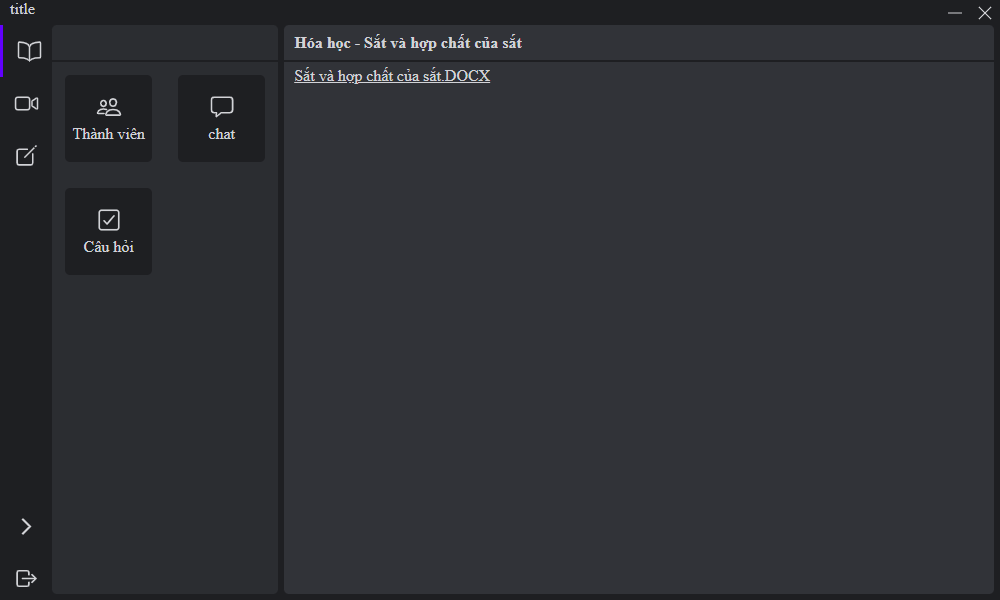 title
Hóa học - Sắt và hợp chất của sắt
Sắt và hợp chất của sắt.DOCX
Thành viên
chat
Câu hỏi